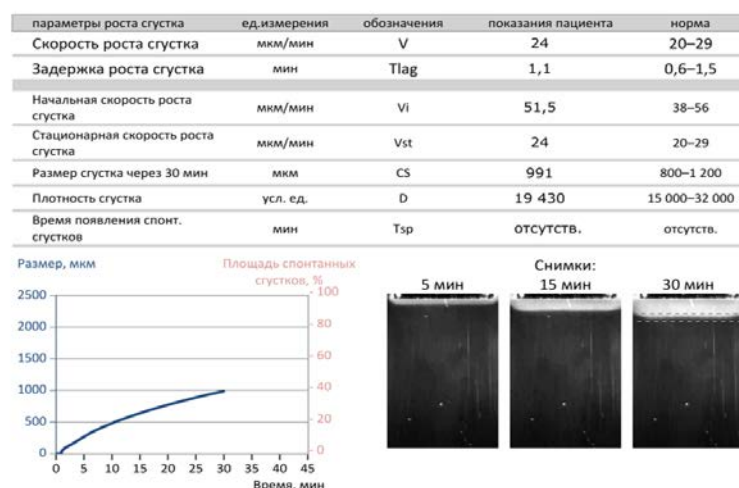 параметры роста сгустка ед.измерения обозначения показания пациента норма
Скорость роста сгустка мкм/мин V 24 20–29
Задержка роста сгустка мин Tlag 1,1 0,6–1,5
Начальная скорость роста
сгустка мкм/мин Vi 51,5 38–56
Стационарная скорость роста
сгустка мкм/мин Vst 24 20–29
Размер сгустка через 30 мин мкм CS 991 800–1 200
Плотность сгустка усл. ед. D 19 430 15 000–32 000
Время появления спонт.
сгустков мин Tsp отсутств. отсутств.
Размер, мкм Площадь спонтанных
сгустков, %
2500 100
2000 80
1500 60
1000 40
500 20
0 0
0 5 10 15 20 25 30 35 40 45
Время, мин
Снимки:
5 мин 15 мин 30 мин